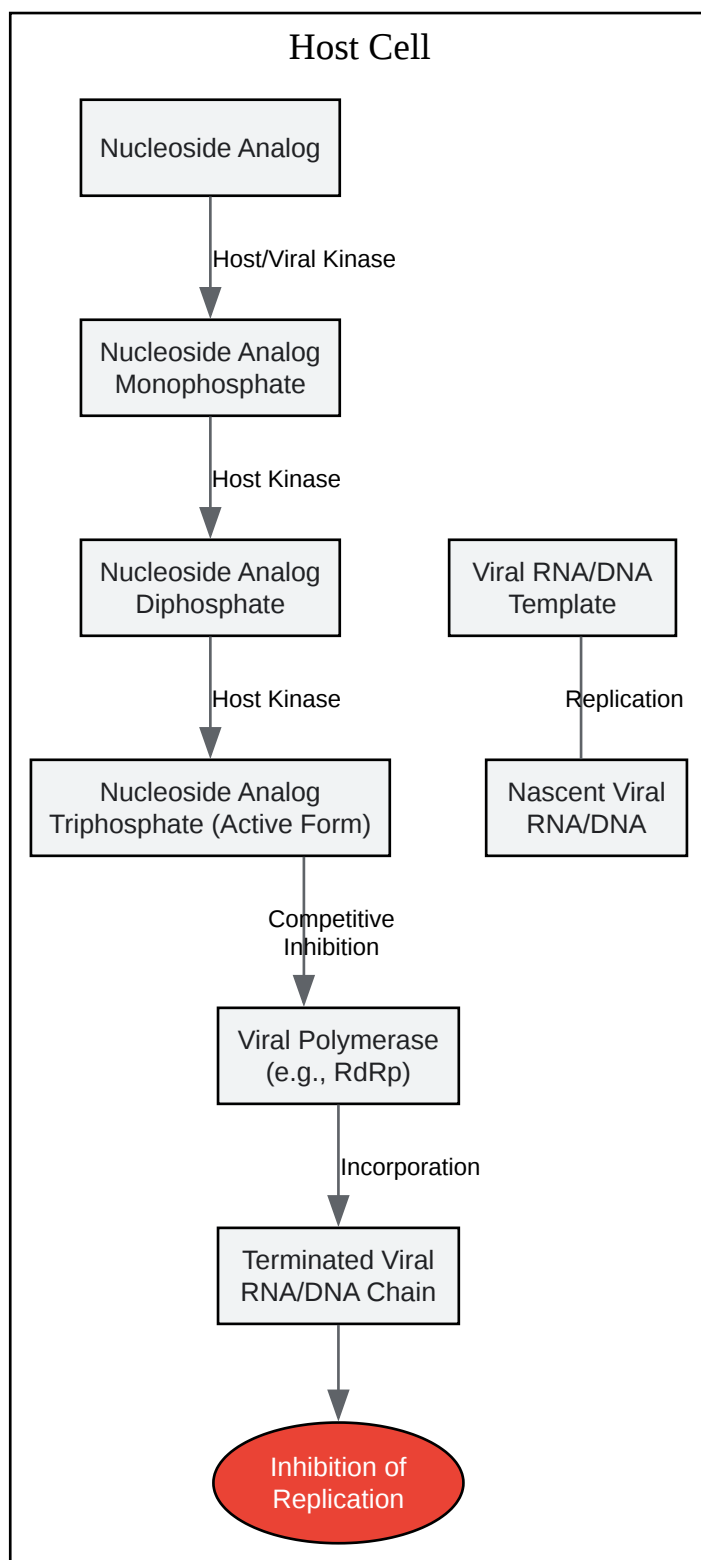 Host Cell
Nucleoside Analog
Host/Viral Kinase
Nucleoside Analog
Monophosphate
Host Kinase
Nucleoside Analog
Diphosphate
Host Kinase
Nucleoside Analog
Triphosphate (Active Form)
Viral RNA/DNA
Template
Replication
Nascent Viral
RNA/DNA
Competitive
Inhibition
Viral Polymerase
(e.g., RdRp)
Incorporation
Terminated Viral
RNA/DNA Chain
Inhibition of
Replication